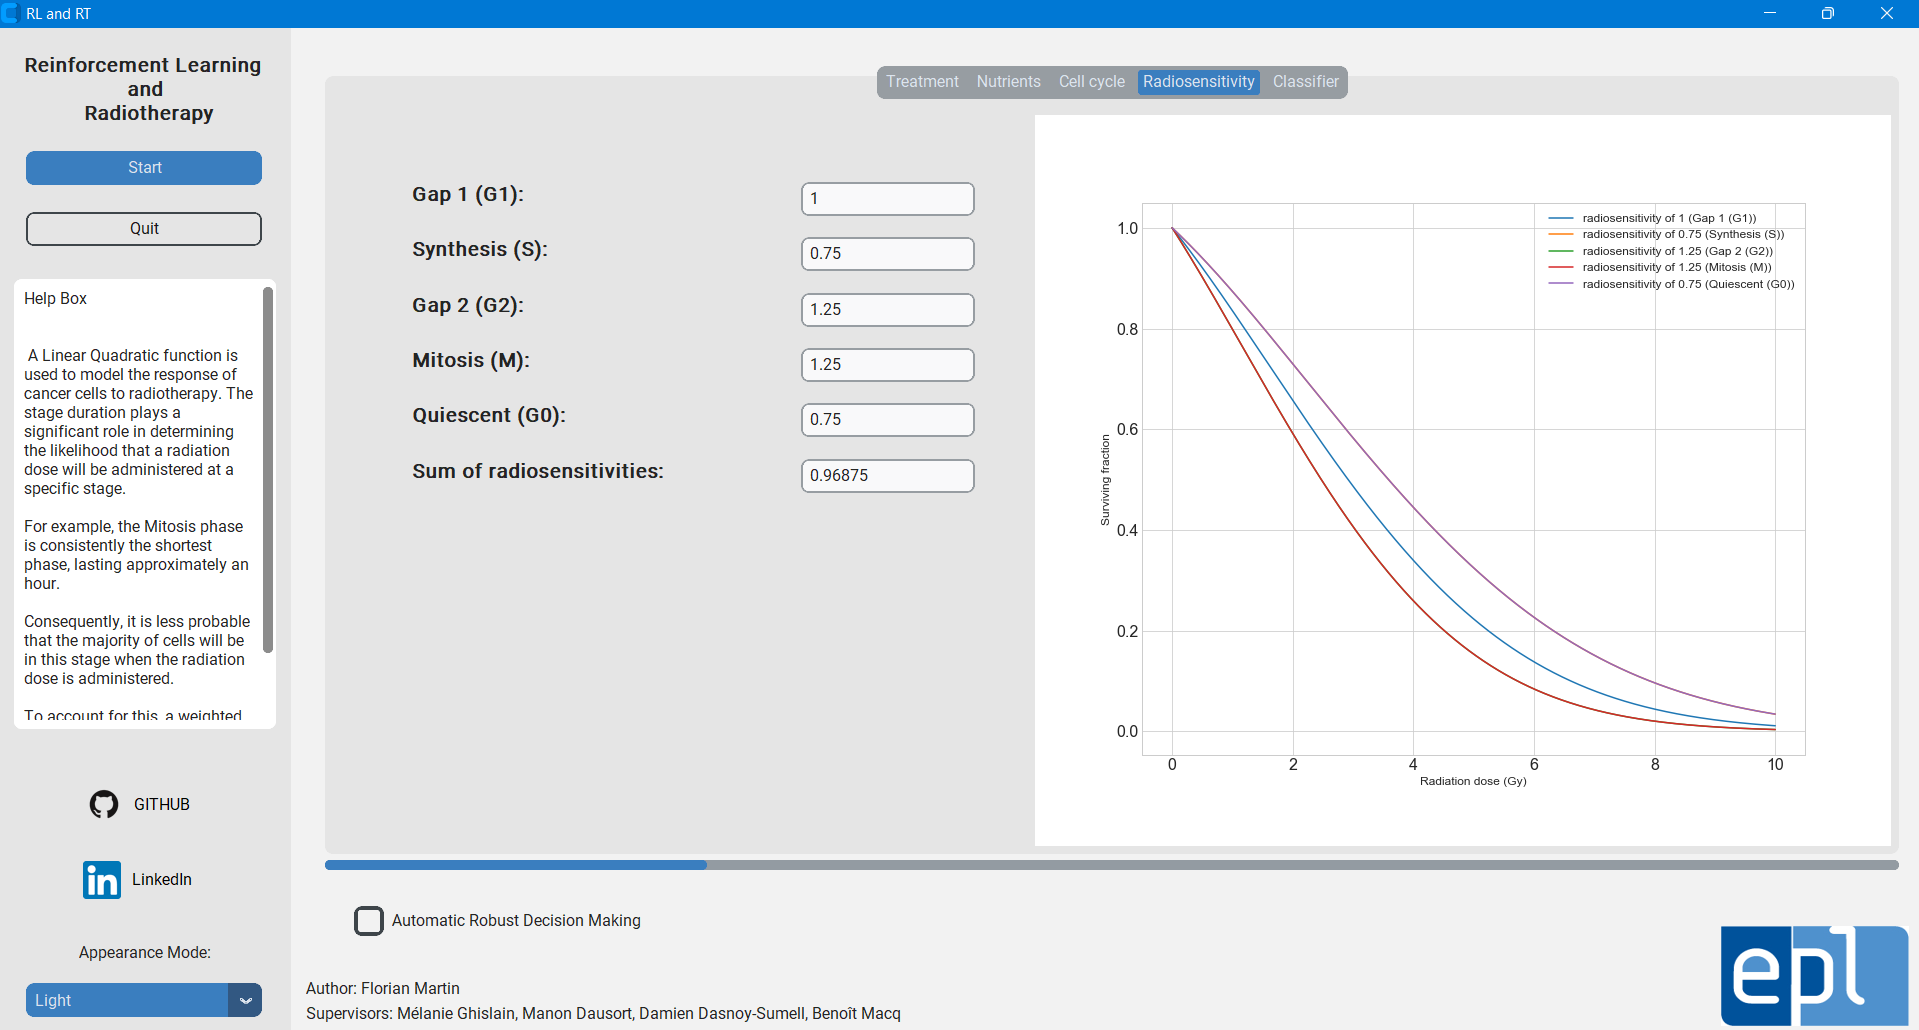 RL and RT
Reinforcement Learning
and
Radiotherapy
Start
Quit
Help Box
A Linear Quadratic function is
used to model the response of
cancer cells to radiotherapy. The
stage duration plays a
significant role in determining
the likelihood that a radiation
dose will be administered at a
specific stage.
For example, the Mitosis phase
is consistently the shortest
phase, lasting approximately an
hour.
Consequently, it is less probable
that the majority of cells will be
in this stage when the radiation
dose is administered.
To account for this, a weighted
GITHUB
in LinkedIn
Appearance Mode:
Light
Treatment Nutrients Cell cycle Radiosensitivity Classifier
Gap 1 (G1): 1
Synthesis (S): 0.75
Gap 2 (G2): 1.25
Mitosis (M): 1.25
Quiescent (G0): 0.75
Sum of radiosensitivities: 0.96875
radiosensitivity of 1 (Gap 1 (G1))
radiosensitivity of 0.75 (Synthesis (S))
radiosensitivity of 1.25 (Gap 2 (G2))
radiosensitivity of 1.25 (Mitosis (M))
radiosensitivity of 0.75 (Quiescent (G0))
1.0
0.8
0.6
0.4
0.2
0.0
Surviving fraction
0 2 4 6 8 10
Radiation dose (Gy)
Automatic Robust Decision Making
Author: Florian Martin
Supervisors: Mélanie Ghislain, Manon Dausort, Damien Dasnoy-Sumell, Benoît Macq
epl